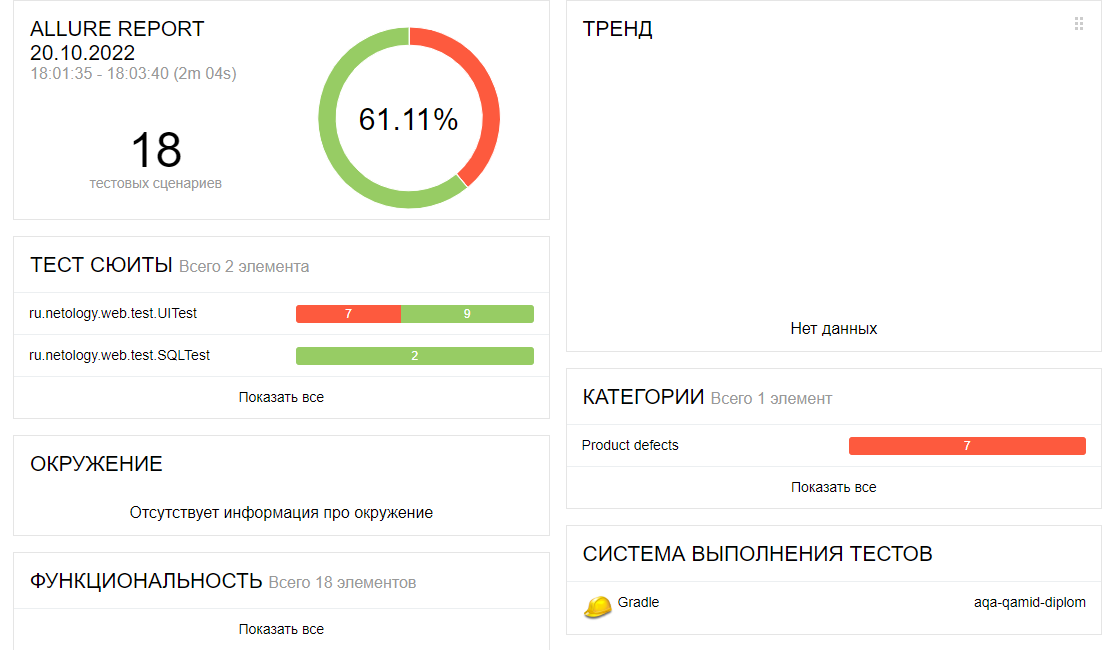 ALLURE REPORT
20.10.2022
18:01:35 - 18:03:40 (2m 04s)
18
тестовых сценариев
61.11%
ТЕСТ СЮИТЫ Всего 2 элемента
ru.netology.web.test.UITest 7 9
ru.netology.web.test.SQLTest 2
Показать все
ОКРУЖЕНИЕ
Отсутствует информация про окружение
ФУНКЦИОНАЛЬНОСТЬ Всего 18 элементов
Показать все
ТРЕНД
Нет данных
КАТЕГОРИИ Всего 1 элемент
Product defects 7
Показать все
СИСТЕМА ВЫПОЛНЕНИЯ ТЕСТОВ
Gradle aqa-qamid-diplom